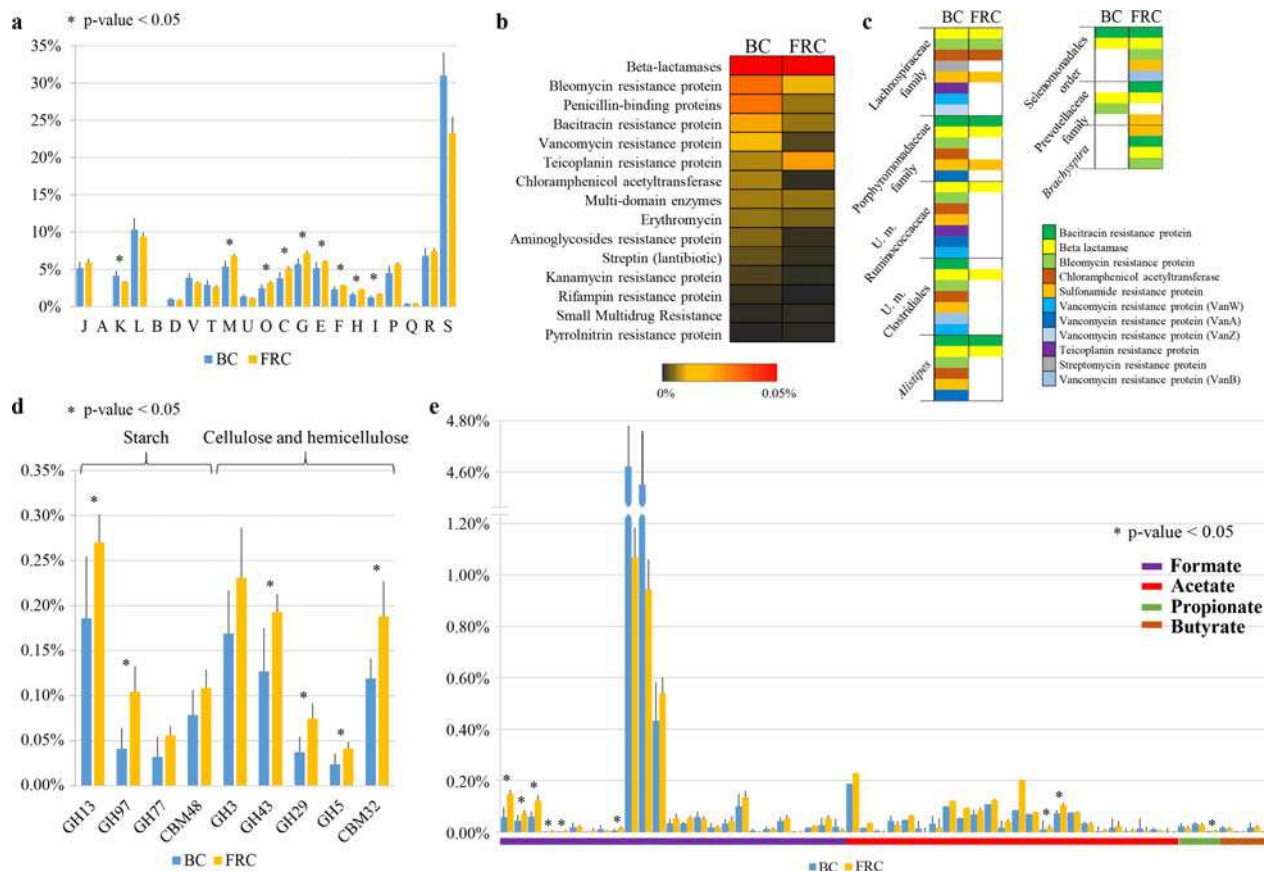 a
* p-value < 0.05
35%
30%
25%
20%
15%
10%
5%
0%
J A K L B D V T M U O C G E F H I P Q R S
BC FRC
b
BC FRC
Beta-lactamases
Bleomycin resistance protein
Penicillin-binding proteins
Bacitracin resistance protein
Vancomycin resistance protein
Teicoplanin resistance protein
Chloramphenicol acetyltransferase
Multi-domain enzymes
Erythromycin
Aminoglycosides resistance protein
Streptin (lantibiotic)
Kanamycin resistance protein
Rifampin resistance protein
Small Multidrug Resistance
Pyrrolnitrin resistance protein
0% 0.05%
c
BC FRC
Lachnospiraceae
family
Porphyromonadaceae
family
U. m.
Ruminococcaceae
U. m.
Clostridiales
Alistipes
BC FRC
Selenomonadales
order
Prevotellaceae
family
Brachyspira
Bacitracin resistance protein
Beta lactamase
Bleomycin resistance protein
Chloramphenicol acetyltransferase
Sulfonamide resistance protein
Vancomycin resistance protein (VanW)
Vancomycin resistance protein (VanA)
Vancomycin resistance protein (VanZ)
Teicoplanin resistance protein
Streptomycin resistance protein
Vancomycin resistance protein (VanB)
d
* p-value < 0.05
Starch Cellulose and hemicellulose
0.35%
0.30%
0.25%
0.20%
0.15%
0.10%
0.05%
0.00%
GH13 GH97 GH77 CBM48 GH3 GH43 GH29 GH5 CBM32
BC FRC
e
4.80%
4.60%
1.20%
1.00%
0.80%
0.60%
0.40%
0.20%
0.00%
* p-value < 0.05
Formate
Acetate
Propionate
Butyrate
BC FRC